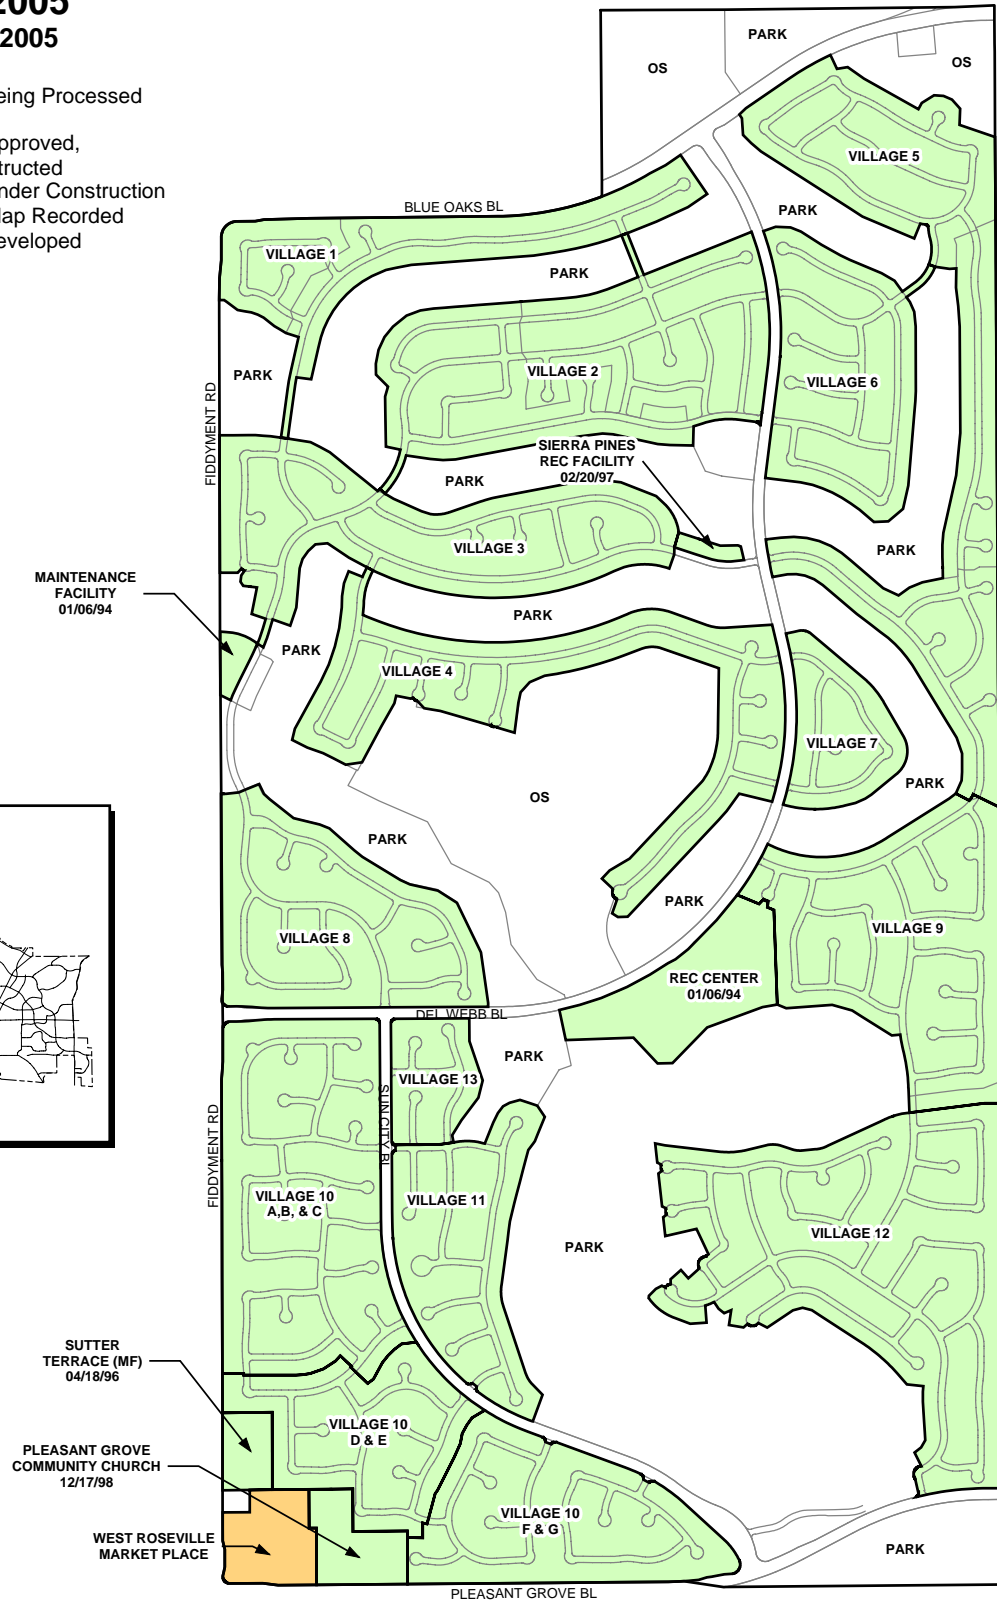 2005
2005
eing Processed
pproved,
tructed
nder Construction
Map Recorded
eveloped
PARK
OS
OS
VILLAGE 5
BLUE OAKS BL
PARK
VILLAGE 1
PARK
PARK
VILLAGE 2
VILLAGE 6
FIDDYMENT RD
SIERRA PINES
REC FACILITY
02/20/97
PARK
VILLAGE 3
PARK
MAINTENANCE
FACILITY
01/06/94
PARK
PARK
VILLAGE 4
VILLAGE 7
PARK
OS
PARK
PARK
VILLAGE 8
VILLAGE 9
REC CENTER
01/06/94
DEL WEBB BL
PARK
VILLAGE 13
SUN CITY BL
FIDDYMENT RD
VILLAGE 10
A,B, & C
VILLAGE 11
VILLAGE 12
PARK
SUTTER
TERRACE (MF)
04/18/96
VILLAGE 10
D & E
PLEASANT GROVE
COMMUNITY CHURCH
12/17/98
VILLAGE 10
F & G
WEST ROSEVILLE
MARKET PLACE
PARK
PLEASANT GROVE BL